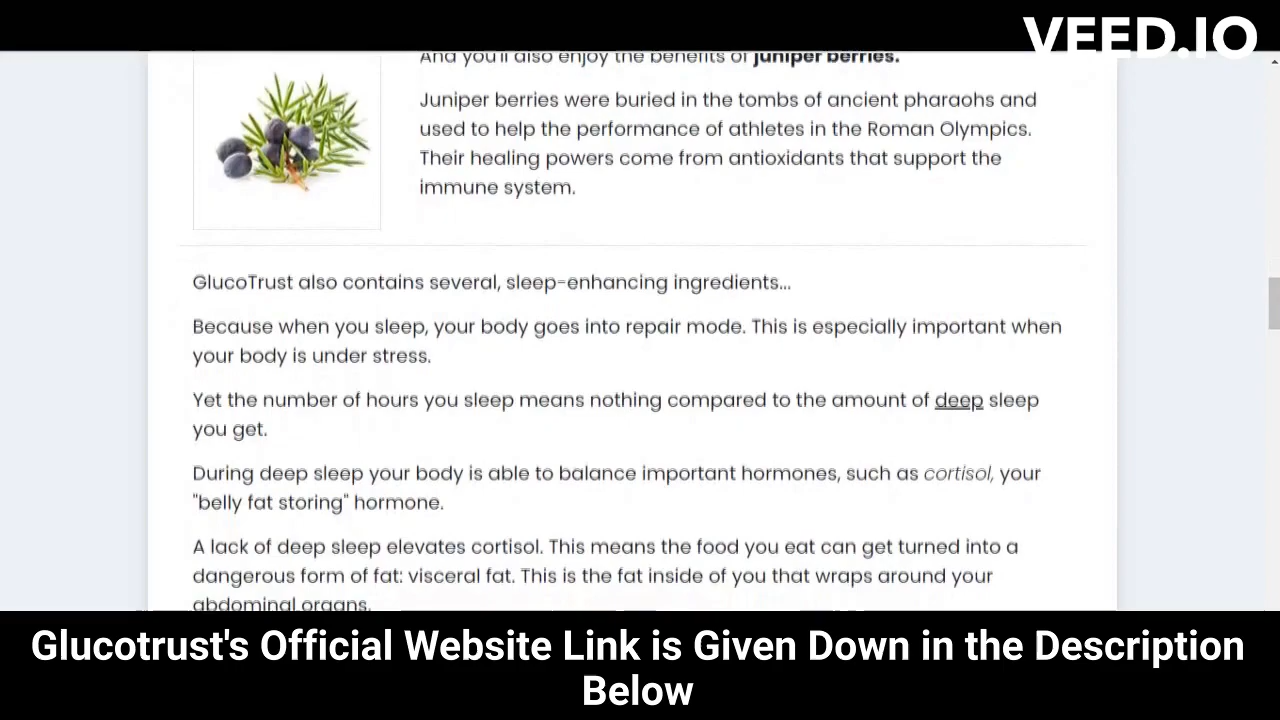 VEED.IO
And you'll also enjoy the benefits of juniper berries.
Juniper berries were buried in the tombs of ancient pharaohs and
used to help the performance of athletes in the Roman Olympics.
Their healing powers come from antioxidants that support the
immune system.
GlucoTrust also contains several, sleep-enhancing ingredients...
Because when you sleep, your body goes into repair mode. This is especially important when
your body is under stress.
Yet the number of hours you sleep means nothing compared to the amount of deep sleep
you get.
During deep sleep your body is able to balance important hormones, such as cortisol, your
"belly fat storing" hormone.
A lack of deep sleep elevates cortisol. This means the food you eat can get turned into a
dangerous form of fat: visceral fat. This is the fat inside of you that wraps around your
abdominal organs.
Glucotrust's Official Website Link is Given Down in the Description
Below